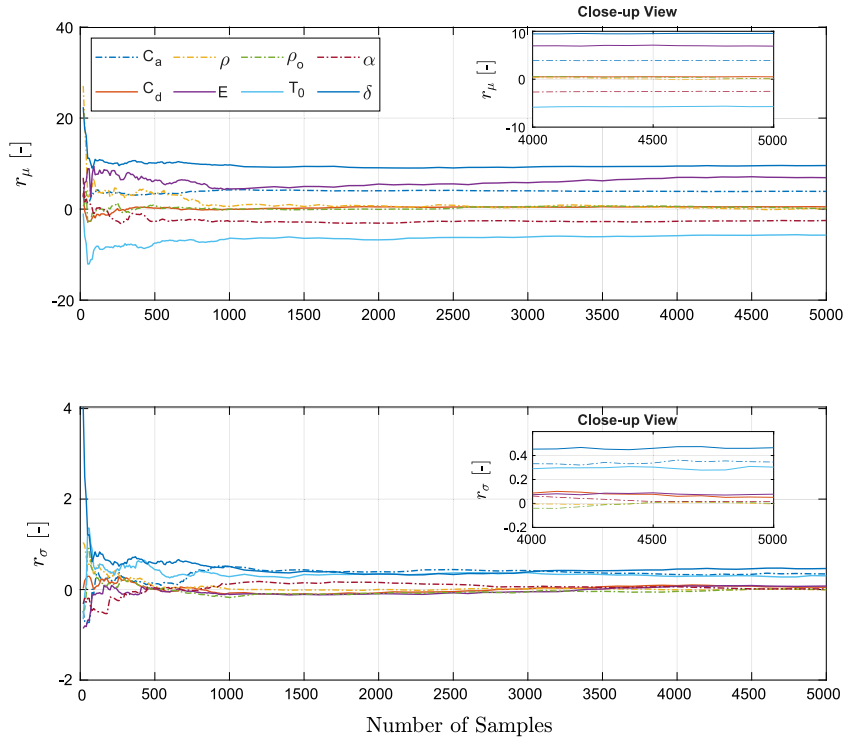 Close-up View
40
20
0
-20
r_μ [-]
C_a ρ ρ_o α
C_d E T_0 δ
10
0
-10
r_μ [-]
4000 4500 5000
0 500 1000 1500 2000 2500 3000 3500 4000 4500 5000
Close-up View
4
2
0
-2
r_σ [-]
0.4
0.2
0
-0.2
r_σ [-]
4000 4500 5000
0 500 1000 1500 2000 2500 3000 3500 4000 4500 5000
Number of Samples